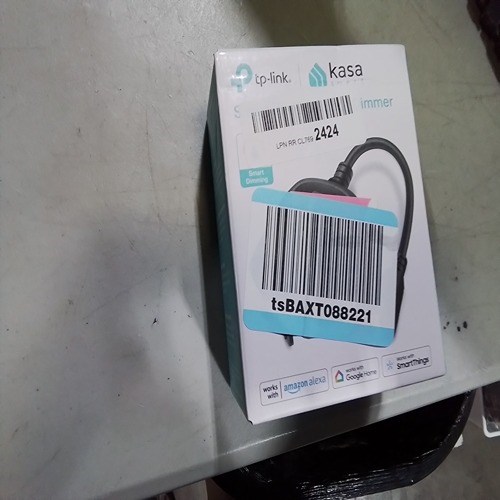 tp-link | kasa
S immer
LPN RR CL769 2424
Smart
Dimming
tsBAXT088221
works with amazon alexa
works with Google Home
Works with SmartThings